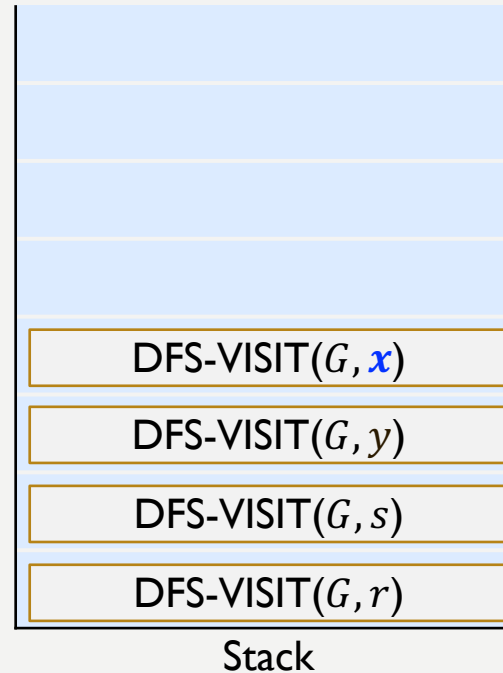 DFS-VISIT(G, x)
DFS-VISIT(G, y)
DFS-VISIT(G, s)
DFS-VISIT(G, r)
Stack